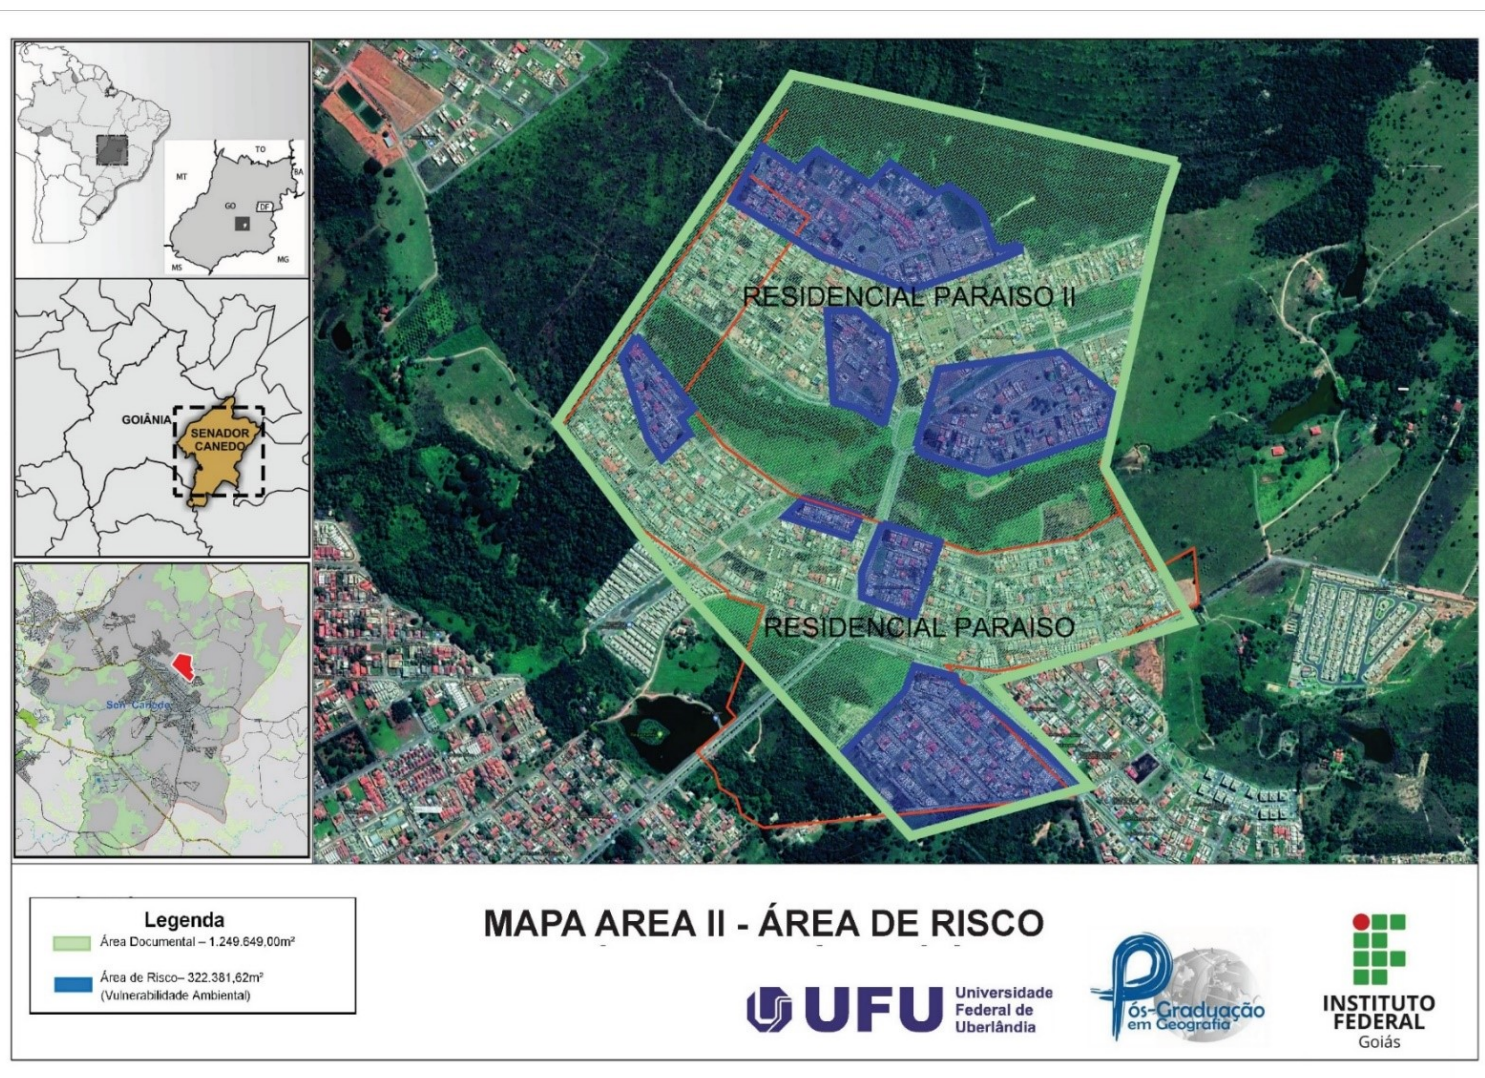 TO
MT
BA
GO
DF
MS
MG
GOIÂNIA
SENADOR
CANEDO
Sen. Canedo
RESIDENCIAL PARAISO II
RESIDENCIAL PARAISO
Legenda
Área Documental – 1.249.649,00m²
Área de Risco– 322.381,62m²
(Vulnerabilidade Ambiental)
MAPA AREA II - ÁREA DE RISCO
UFU
Universidade
Federal de
Uberlândia
Pós-Graduação
em Geografia
INSTITUTO
FEDERAL
Goiás